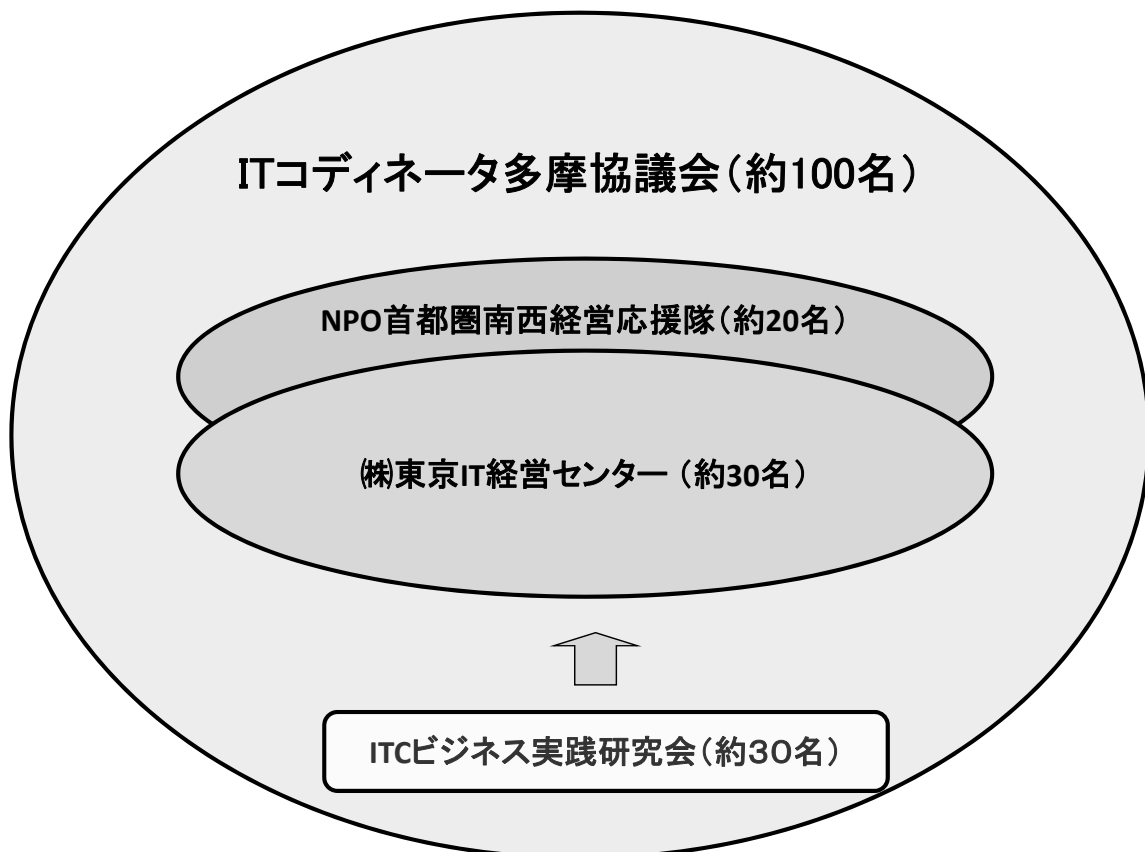 ITコディネータ多摩協議会（約100名）
NPO首都圏南西経営応援隊（約20名）
㈱東京IT経営センター （約30名）
ITCビジネス実践研究会（約３０名）